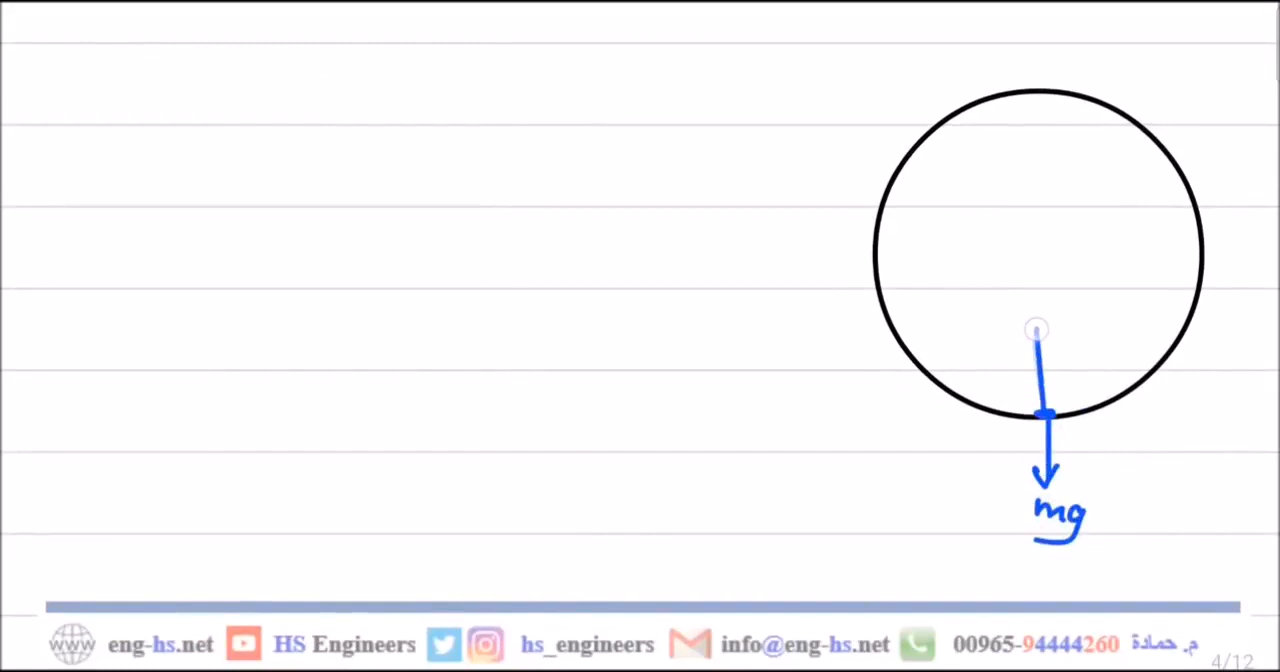 mg
www eng-hs.net HS Engineers hs_engineers info@eng-hs.net 00965-94444260 م. حمادة
4/12